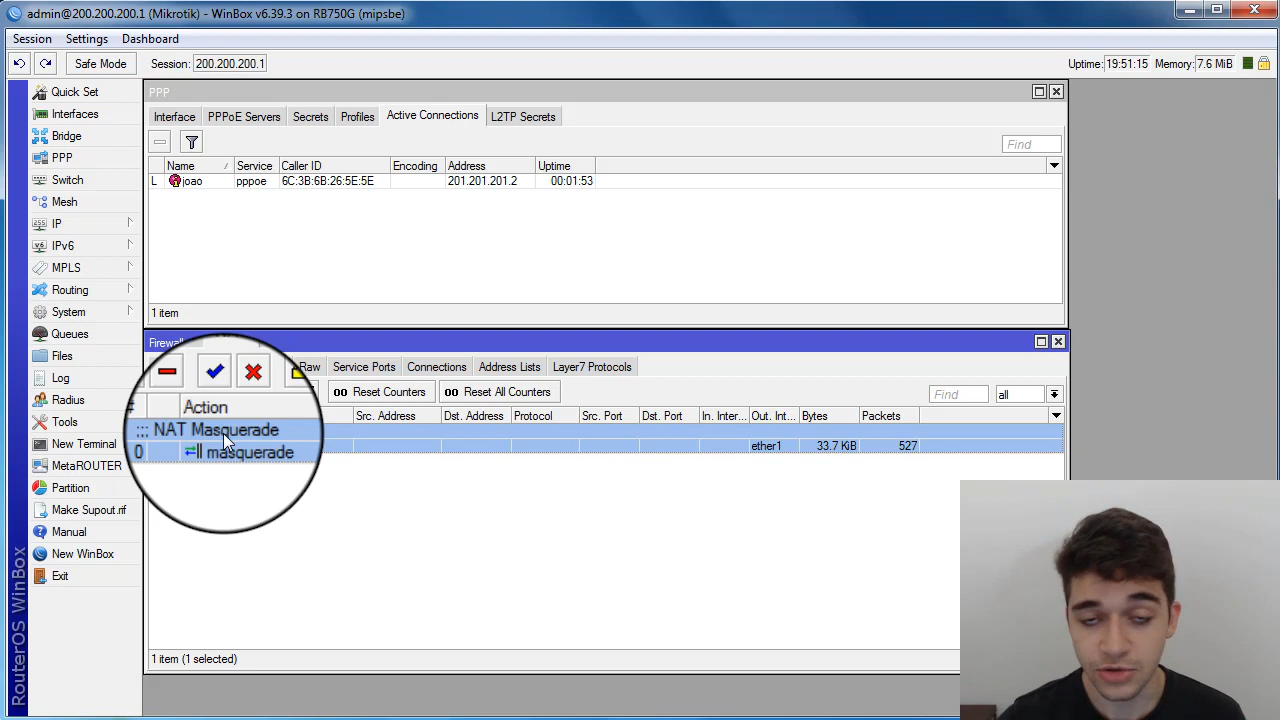 admin@200.200.200.1 (Mikrotik) - WinBox v6.39.3 on RB750G (mipsbe)
Session Settings Dashboard
Safe Mode Session: 200.200.200.1 Uptime: 19:51:15 Memory: 7.6 MiB
Quick Set
Interfaces
Bridge
PPP
Switch
Mesh
IP
IPv6
MPLS
Routing
System
Queues
Files
Log
Radius
Tools
New Terminal
MetaROUTER
Partition
Make Supout.rif
Manual
New WinBox
Exit
RouterOS WinBox
PPP
Interface PPPoE Servers Secrets Profiles Active Connections L2TP Secrets
Find
Name / Service Caller ID Encoding Address Uptime
L joao pppoe 6C:3B:6B:26:5E:5E 201.201.201.2 00:01:53
1 item
Firewall
Raw Service Ports Connections Address Lists Layer7 Protocols
00 Reset Counters 00 Reset All Counters Find all
# Action Src. Address Dst. Address Protocol Src. Port Dst. Port In. Inter... Out. Int... Bytes Packets
;;; NAT Masquerade
0 masquerade ether1 33.7 KiB 527
1 item (1 selected)